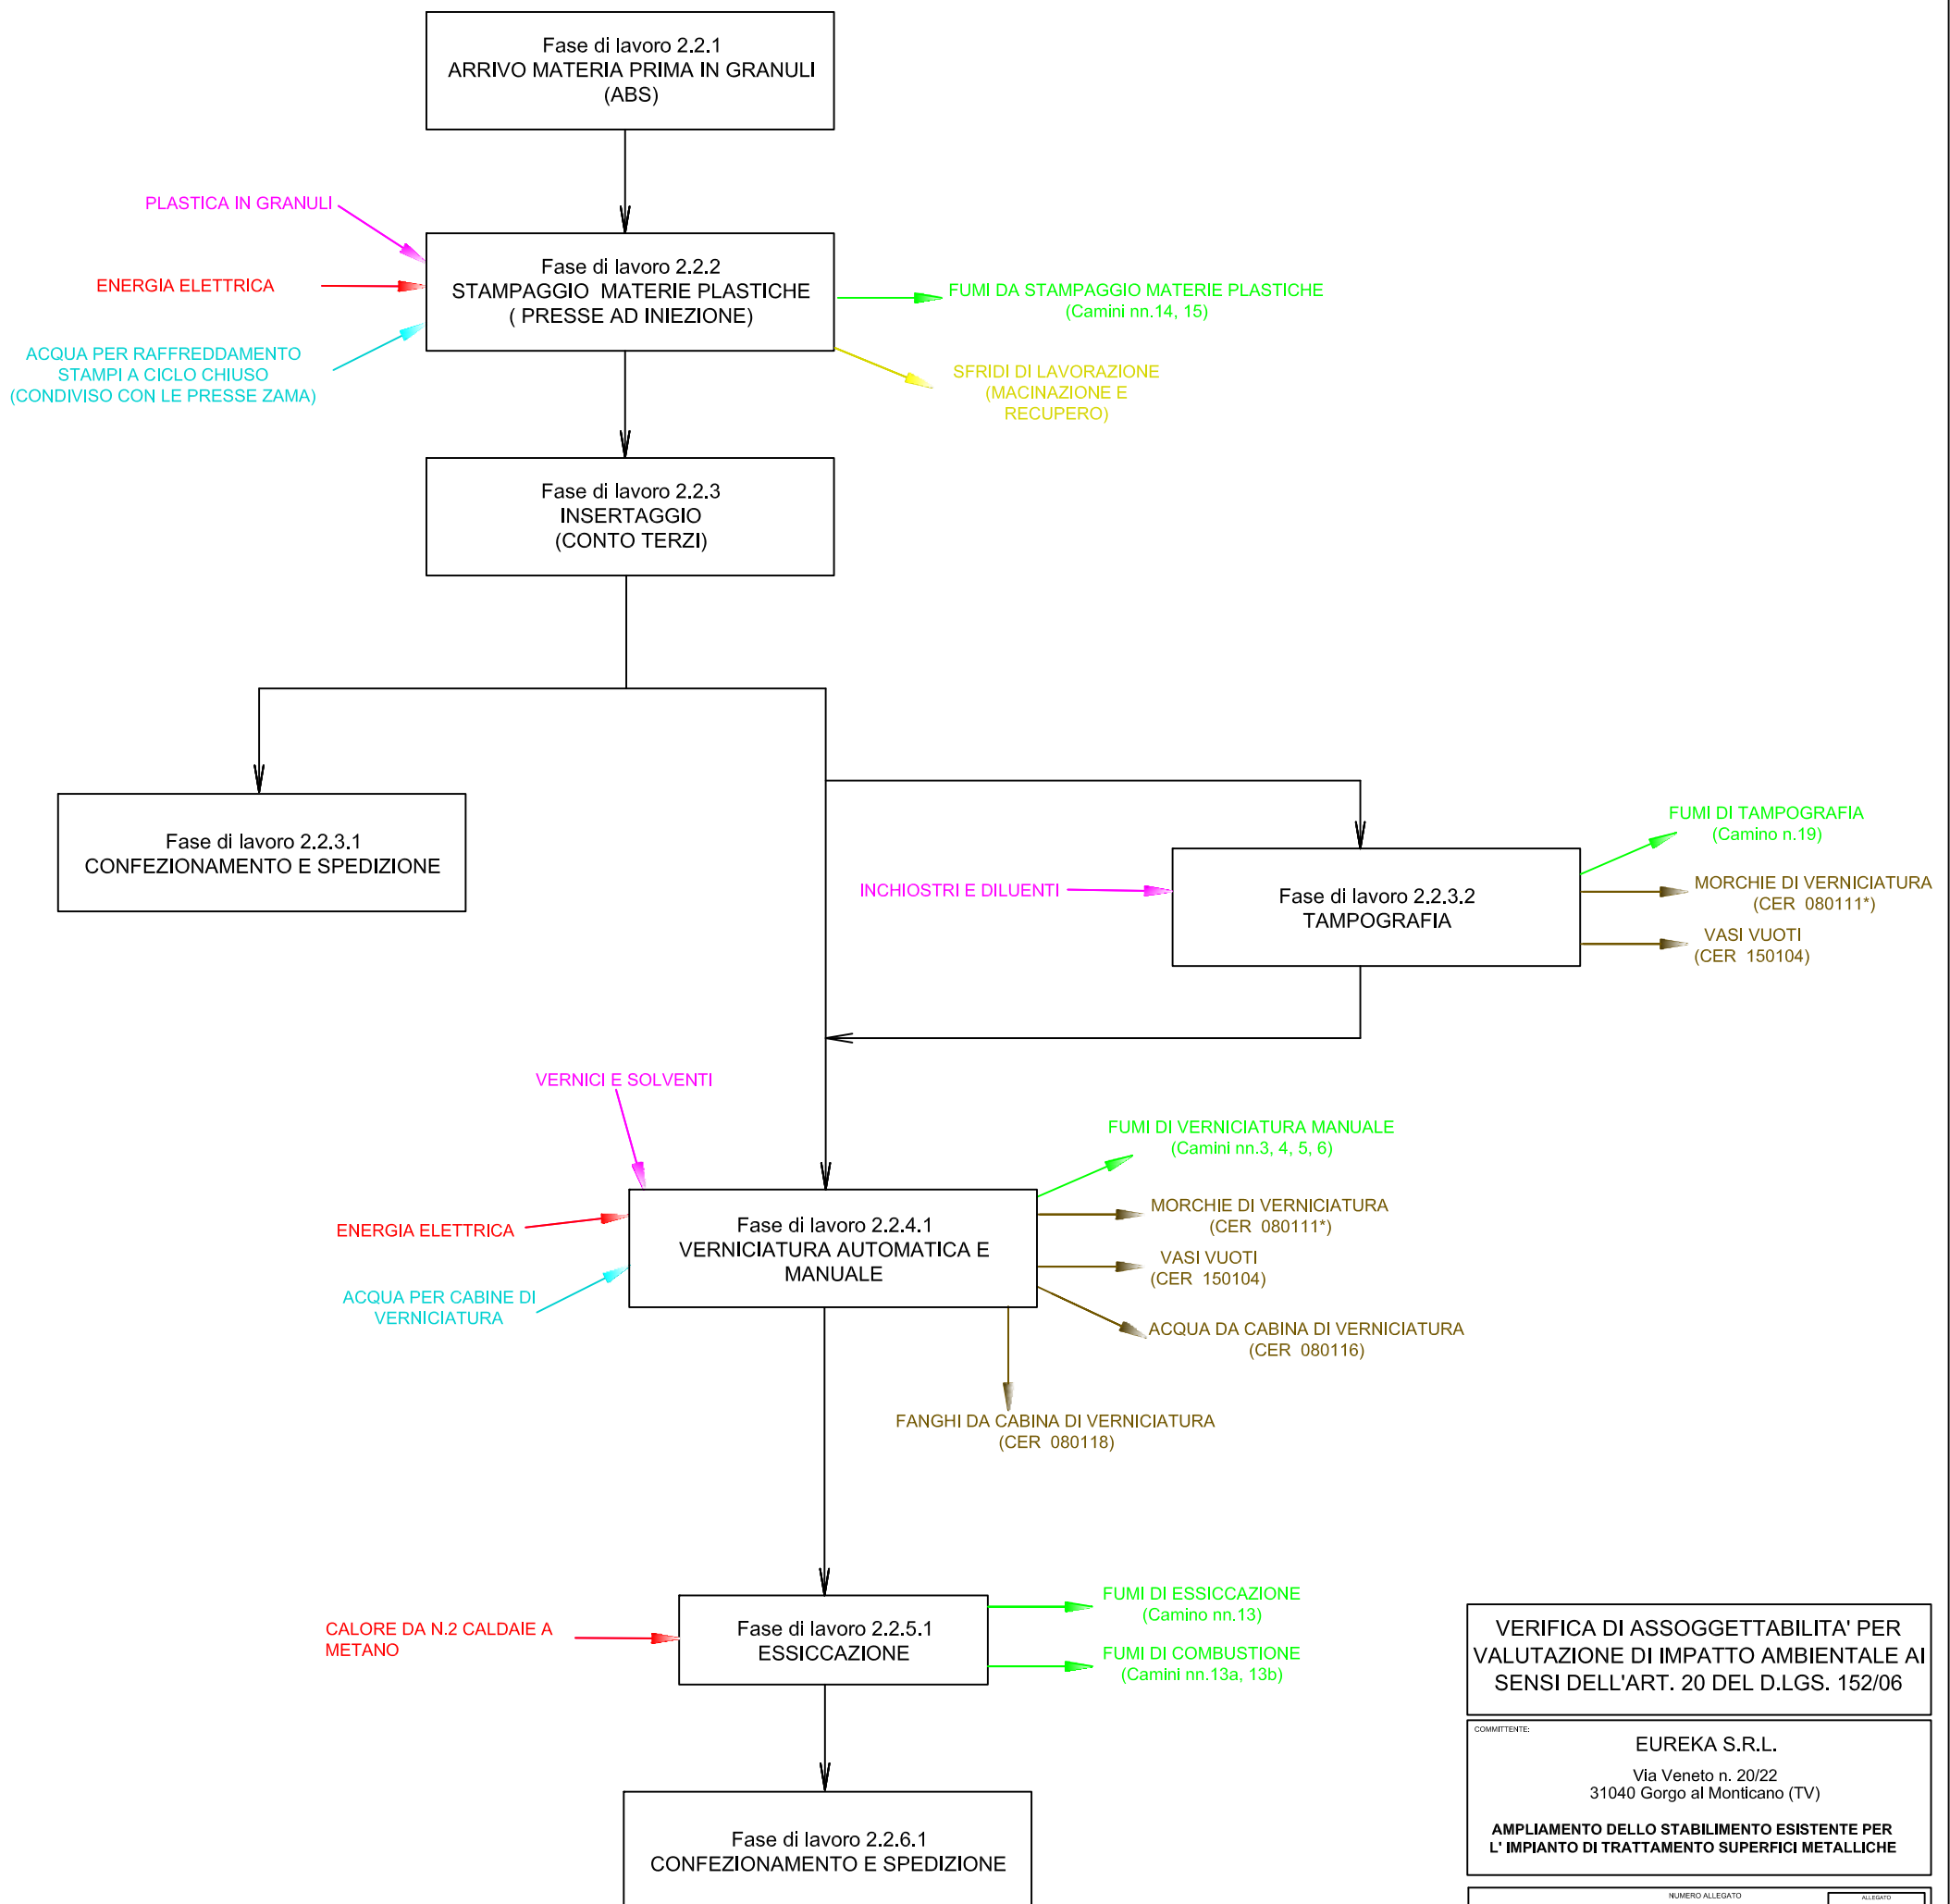 Fase di lavoro 2.2.1
ARRIVO MATERIA PRIMA IN GRANULI
(ABS)
PLASTICA IN GRANULI
ENERGIA ELETTRICA
ACQUA PER RAFFREDDAMENTO
STAMPI A CICLO CHIUSO
(CONDIVISO CON LE PRESSE ZAMA)
Fase di lavoro 2.2.2
STAMPAGGIO MATERIE PLASTICHE
( PRESSE AD INIEZIONE)
FUMI DA STAMPAGGIO MATERIE PLASTICHE
(Camini nn.14, 15)
SFRIDI DI LAVORAZIONE
(MACINAZIONE E
RECUPERO)
Fase di lavoro 2.2.3
INSERTAGGIO
(CONTO TERZI)
Fase di lavoro 2.2.3.1
CONFEZIONAMENTO E SPEDIZIONE
INCHIOSTRI E DILUENTI
Fase di lavoro 2.2.3.2
TAMPOGRAFIA
FUMI DI TAMPOGRAFIA
(Camino n.19)
MORCHIE DI VERNICIATURA
(CER 080111*)
VASI VUOTI
(CER 150104)
VERNICI E SOLVENTI
ENERGIA ELETTRICA
ACQUA PER CABINE DI
VERNICIATURA
Fase di lavoro 2.2.4.1
VERNICIATURA AUTOMATICA E
MANUALE
FUMI DI VERNICIATURA MANUALE
(Camini nn.3, 4, 5, 6)
MORCHIE DI VERNICIATURA
(CER 080111*)
VASI VUOTI
(CER 150104)
ACQUA DA CABINA DI VERNICIATURA
(CER 080116)
FANGHI DA CABINA DI VERNICIATURA
(CER 080118)
CALORE DA N.2 CALDAIE A
METANO
Fase di lavoro 2.2.5.1
ESSICCAZIONE
FUMI DI ESSICCAZIONE
(Camino nn.13)
FUMI DI COMBUSTIONE
(Camini nn.13a, 13b)
Fase di lavoro 2.2.6.1
CONFEZIONAMENTO E SPEDIZIONE
VERIFICA DI ASSOGGETTABILITA' PER
VALUTAZIONE DI IMPATTO AMBIENTALE AI
SENSI DELL'ART. 20 DEL D.LGS. 152/06
COMMITTENTE:
EUREKA S.R.L.
Via Veneto n. 20/22
31040 Gorgo al Monticano (TV)
AMPLIAMENTO DELLO STABILIMENTO ESISTENTE PER
L' IMPIANTO DI TRATTAMENTO SUPERFICI METALLICHE
NUMERO ALLEGATO
ALLEGATO